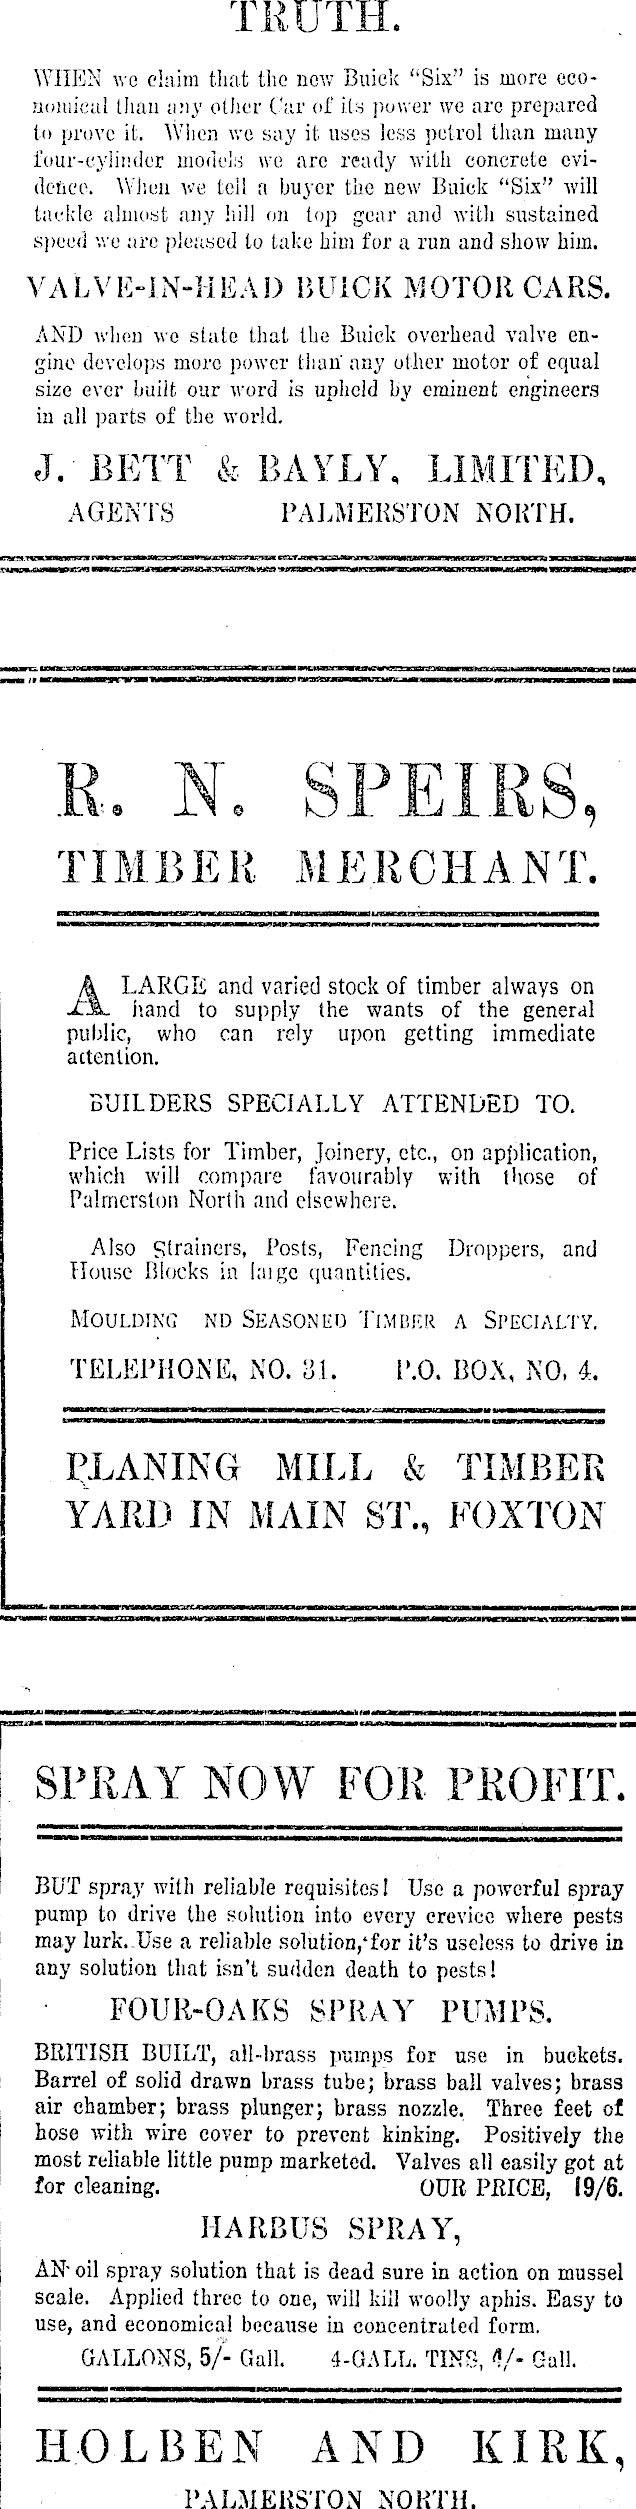 TRUTH.
WHEN we claim that the new Buick "Six" is more eco-
nomical than any other Car of its power we are prepared
to prove it. When we say it uses less petrol than many
four-cylinder models we are ready with concrete evi-
dence. When we tell a buyer the new Buick "Six" will
tackle almost any hill on top gear and with sustained
speed we are pleased to take him for a run and show him.
VALVE-IN-HEAD BUICK MOTOR CARS.
AND when we state that the Buick overhead valve en-
gine develops more power than any other motor of equal
size ever built our word is upheld by eminent engineers
in all parts of the world.
J. BETT & BAYLY, LIMITED,
AGENTS PALMERSTON NORTH.
R. N. SPEIRS,
TIMBER MERCHANT.
A LARGE and varied stock of timber always on
hand to supply the wants of the general
public, who can rely upon getting immediate
attention.
BUILDERS SPECIALLY ATTENDED TO.
Price Lists for Timber, Joinery, etc., on application,
which will compare favourably with those of
Palmerston North and elsewhere.
Also Strainers, Posts, Fencing Droppers, and
House Blocks in large quantities.
MOULDING ND SEASONED TIMBER A SPECIALTY.
TELEPHONE, NO. 31. P.O. BOX, NO. 4.
PLANING MILL & TIMBER
YARD IN MAIN ST., FOXTON
SPRAY NOW FOR PROFIT.
BUT spray with reliable requisites! Use a powerful spray
pump to drive the solution into every crevice where pests
may lurk. Use a reliable solution, for it's useless to drive in
any solution that isn't sudden death to pests!
FOUR-OAKS SPRAY PUMPS.
BRITISH BUILT, all-brass pumps for use in buckets.
Barrel of solid drawn brass tube; brass ball valves; brass
air chamber; brass plunger; brass nozzle. Three feet of
hose with wire cover to prevent kinking. Positively the
most reliable little pump marketed. Valves all easily got at
for cleaning. OUR PRICE, 19/6.
HARBUS SPRAY,
AN oil spray solution that is dead sure in action on mussel
scale. Applied three to one, will kill woolly aphis. Easy to
use, and economical because in concentrated form.
GALLONS, 5/- Gall. 4-GALL. TINS, 4/- Gall.
HOLBEN AND KIRK,
PALMERSTON NORTH.